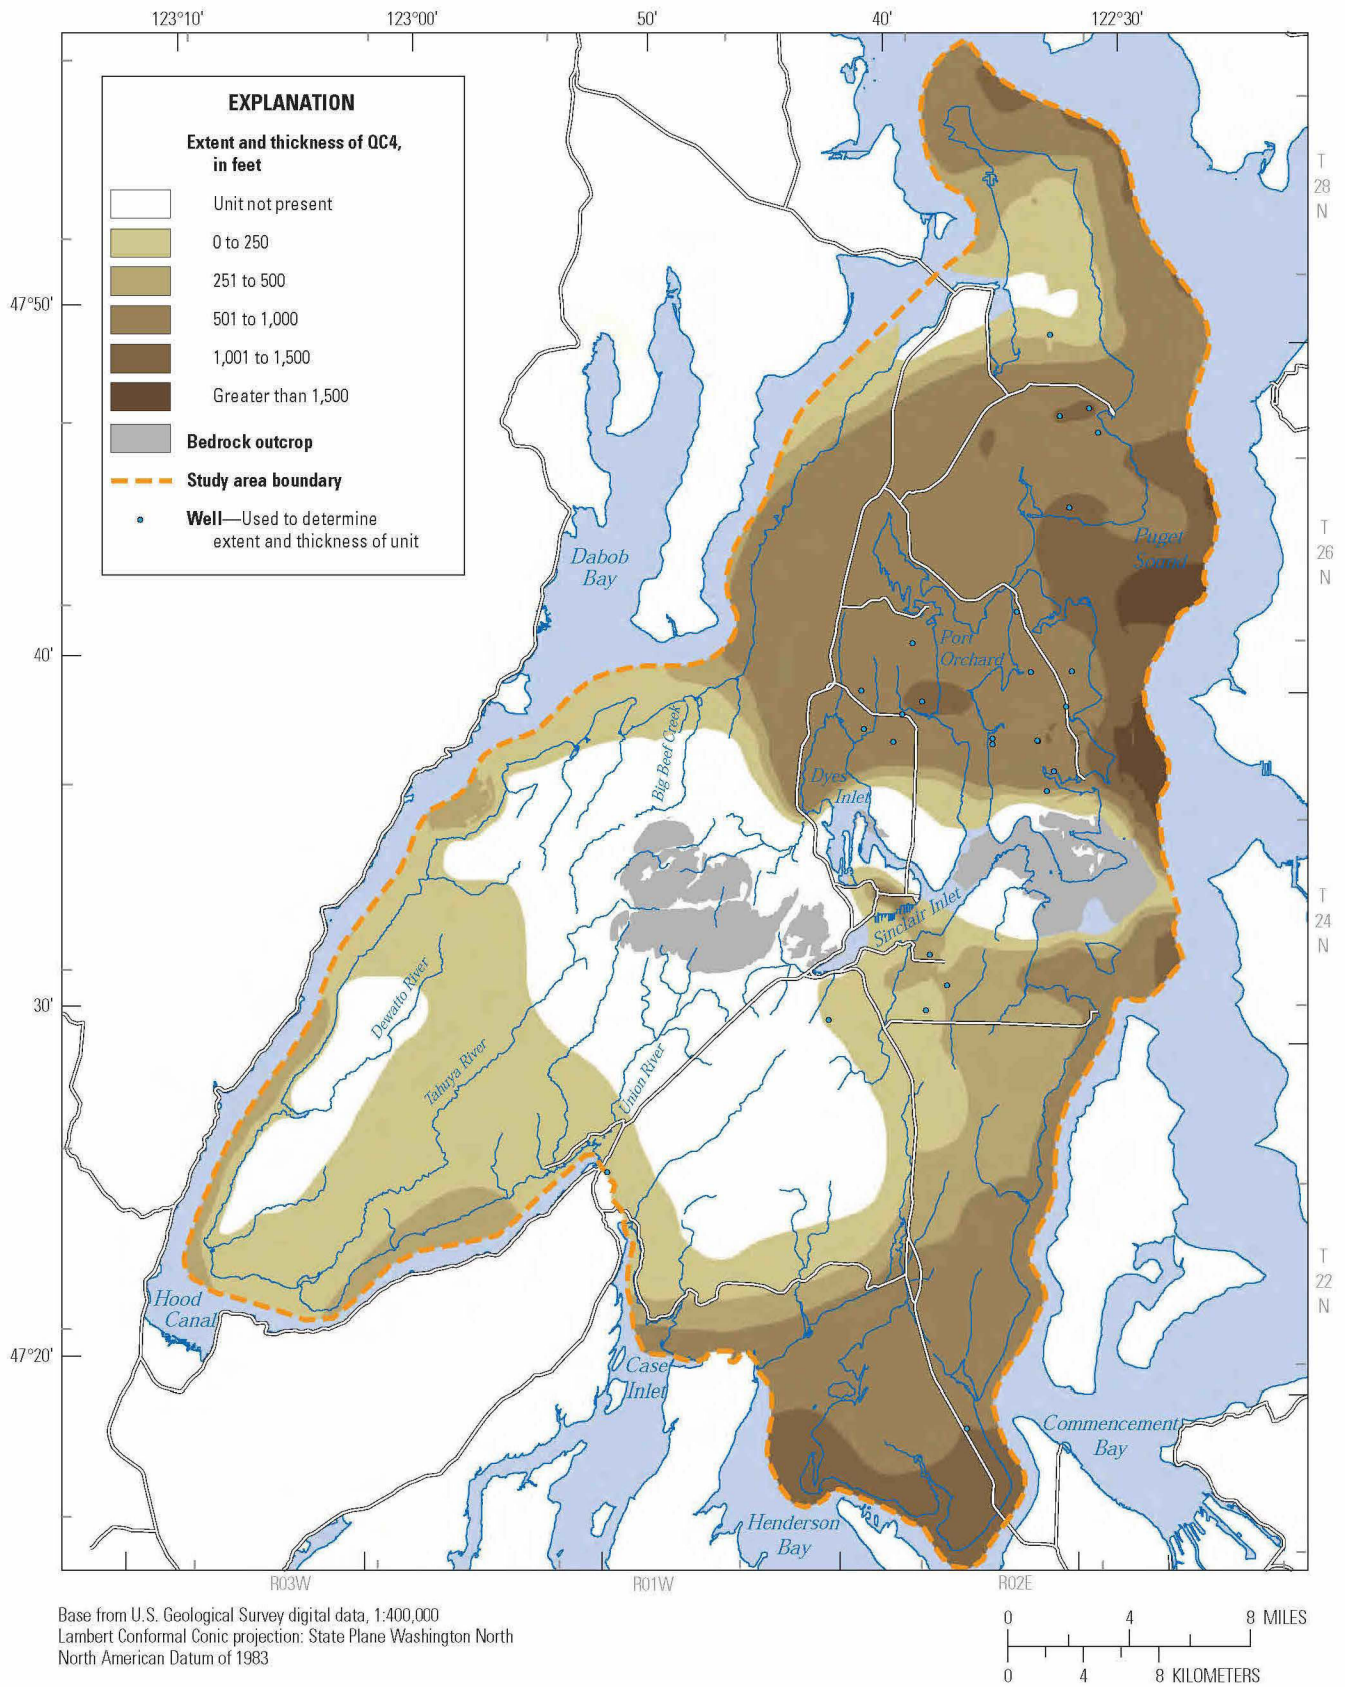 123°10'
123°00'
50'
40'
122°30'
EXPLANATION
Extent and thickness of QC4,
in feet
Unit not present
0 to 250
251 to 500
501 to 1,000
1,001 to 1,500
Greater than 1,500
Bedrock outcrop
Study area boundary
Well—Used to determine
extent and thickness of unit
T
28
N
47°50'
Dabob
Bay
Puget
Sound
T
26
N
40'
Port
Orchard
Big Beef Creek
Dyes
Inlet
Sinclair Inlet
T
24
N
30'
Dewatto River
Tahuya River
Union River
T
22
N
Hood
Canal
47°20'
Case
Inlet
Commencement
Bay
Henderson
Bay
R03W
R01W
R02E
Base from U.S. Geological Survey digital data, 1:400,000
Lambert Conformal Conic projection: State Plane Washington North
North American Datum of 1983
0 4 8 MILES
0 4 8 KILOMETERS